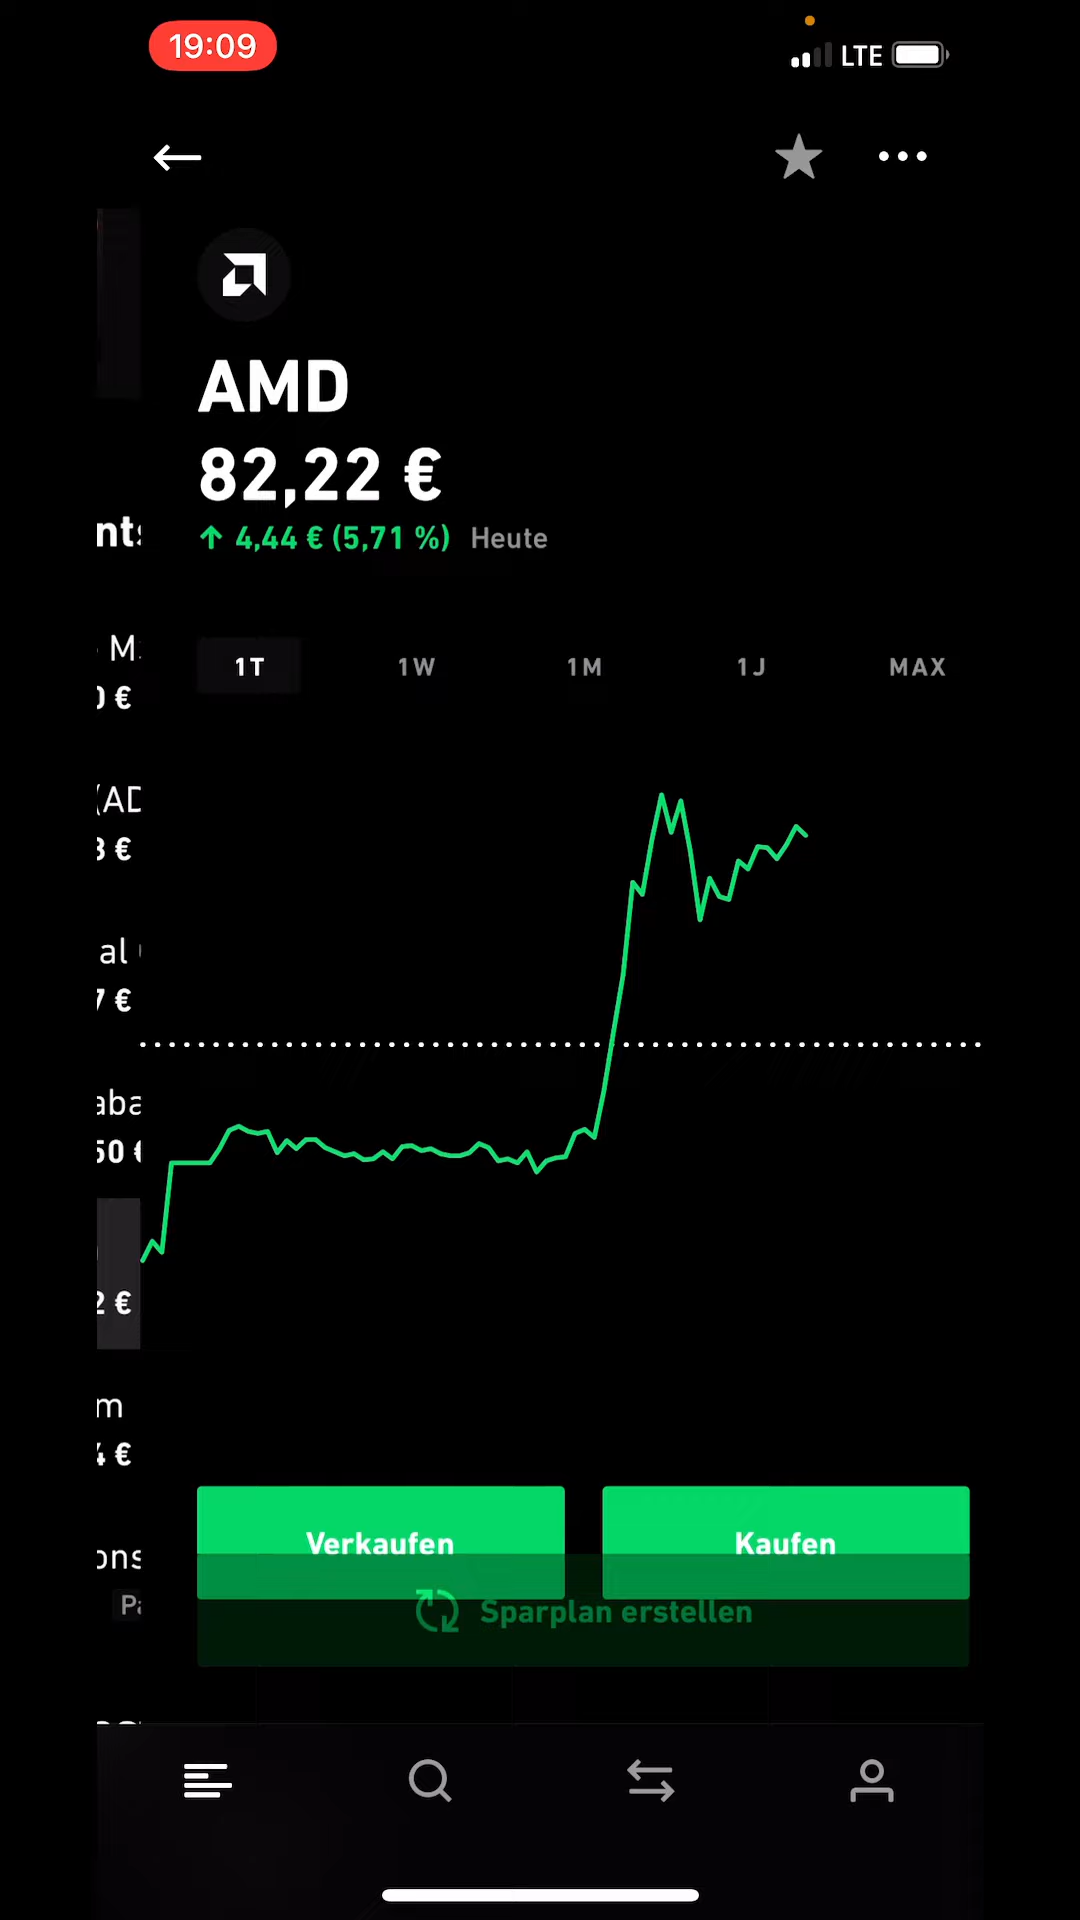 19:09
LTE
AMD
82,22 €
4,44 € (5,71 %) Heute
1T 1W 1M 1J MAX
€
€
€
€
€
€
Verkaufen Kaufen
Sparplan erstellen